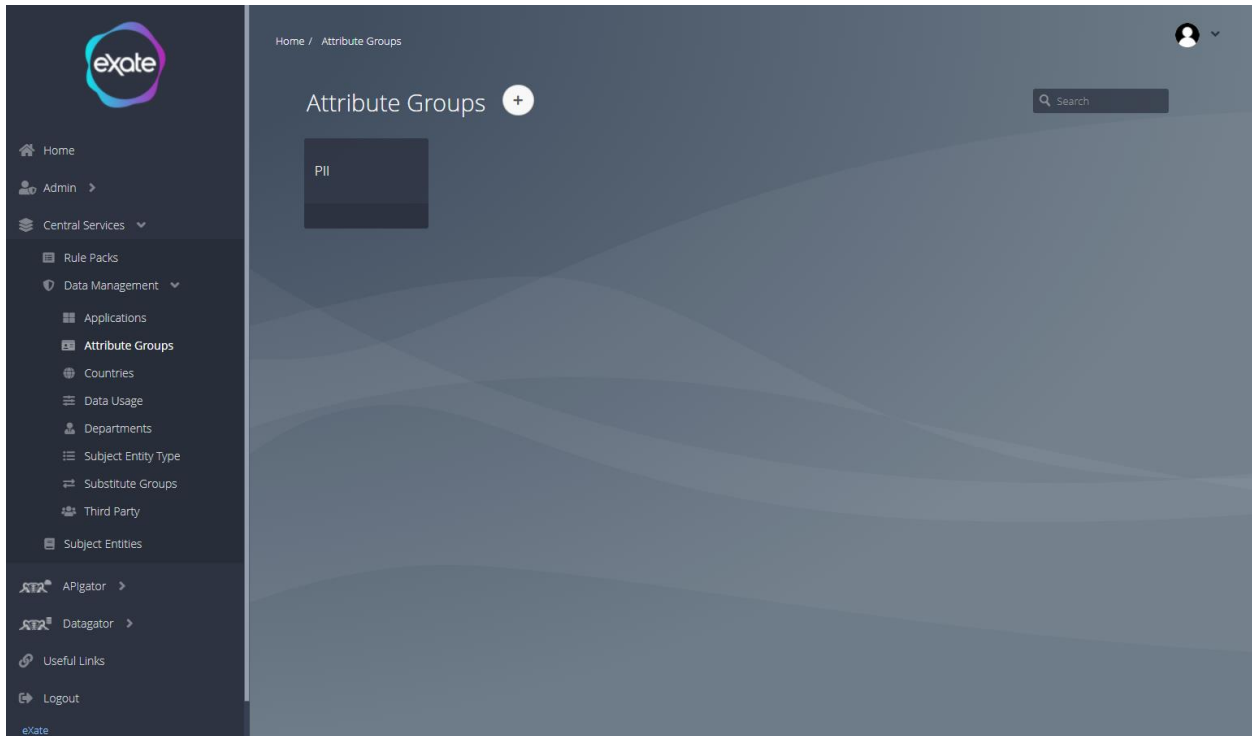 eXate
Home / Attribute Groups
Attribute Groups +
Search
PII
Home
Admin >
Central Services
Rule Packs
Data Management
Applications
Attribute Groups
Countries
Data Usage
Departments
Subject Entity Type
Substitute Groups
Third Party
Subject Entities
APIgator >
Datagator >
Useful Links
Logout
eXate